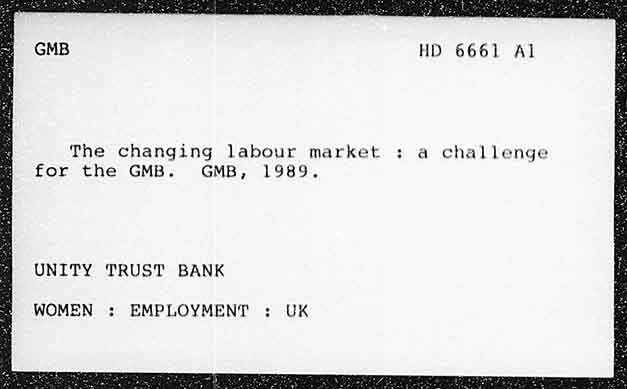 GMB HD 6661 A1
The changing labour market : a challenge
for the GMB. GMB, 1989.
UNITY TRUST BANK
WOMEN : EMPLOYMENT : UK